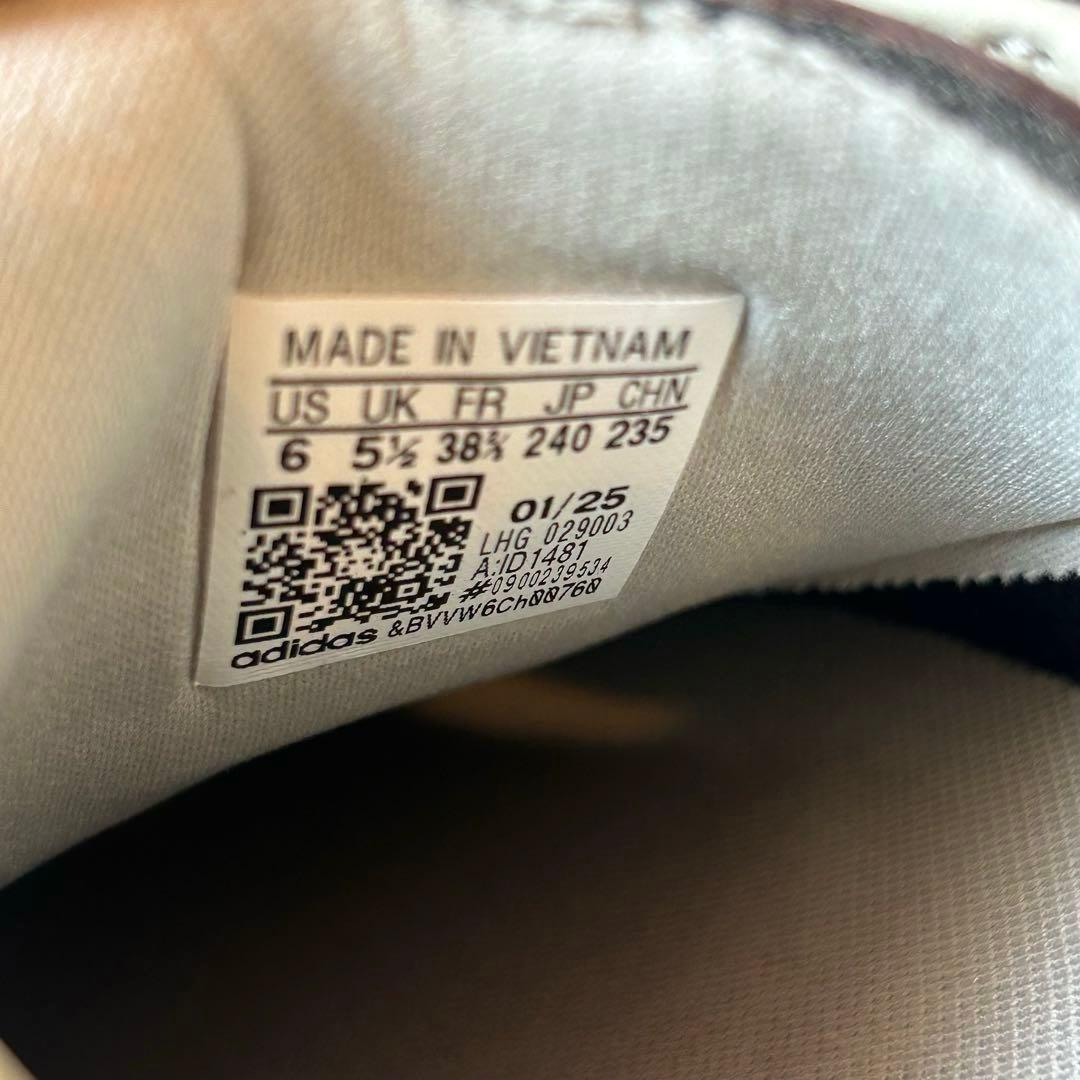 MADE IN VIETNAM
US UK FR JP CHN
6 5½ 38⅔ 240 235
01/25
LHG 029003
A:ID1481
#0900239534
adidas &BVVW6Ch00760